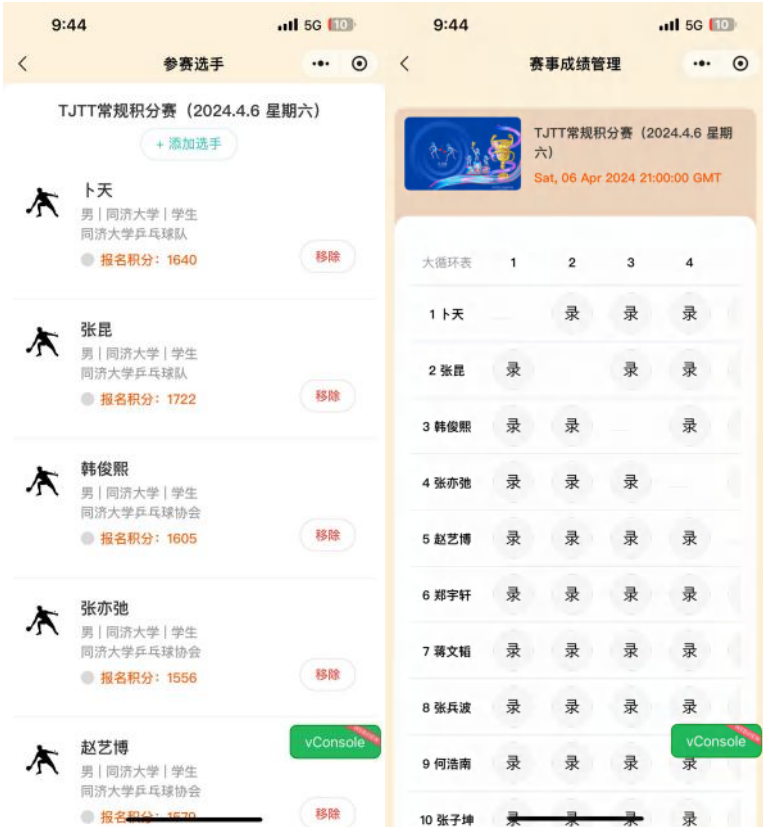 9:44
5G 10
参赛选手
TJTT常规积分赛（2024.4.6 星期六）
+ 添加选手
卜天
男 | 同济大学 | 学生
同济大学乒乓球队
报名积分：1640
移除
张昆
男 | 同济大学 | 学生
同济大学乒乓球队
报名积分：1722
移除
韩俊熙
男 | 同济大学 | 学生
同济大学乒乓球协会
报名积分：1605
移除
张亦弛
男 | 同济大学 | 学生
同济大学乒乓球协会
报名积分：1556
移除
vConsole
赵艺博
男 | 同济大学 | 学生
同济大学乒乓球协会
报名积分：1579
移除
9:44
5G 10
赛事成绩管理
TJTT常规积分赛（2024.4.6 星期
六）
Sat, 06 Apr 2024 21:00:00 GMT
大循环表 1 2 3 4
1 卜天 录 录 录
2 张昆 录 录 录
3 韩俊熙 录 录 录
4 张亦弛 录 录 录
5 赵艺博 录 录 录 录
6 郑宇轩 录 录 录 录
7 蒋文韬 录 录 录 录
8 张兵波 录 录 录 录
vConsole
9 何浩南 录 录 录 录
10 张子坤 录 录 录 录